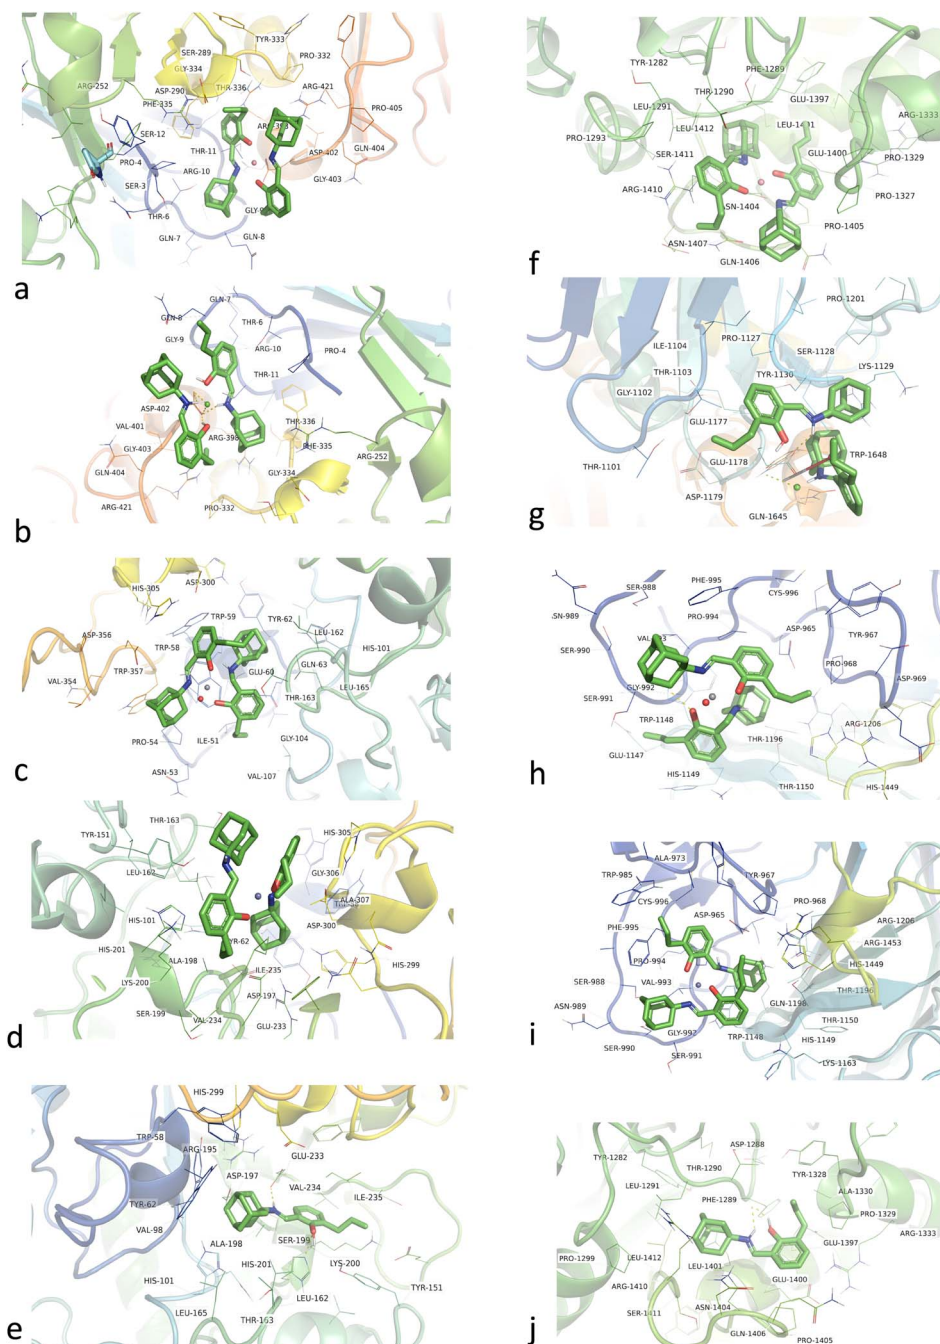 TYR-333
SER-289
PRO-332
GLY-334
ARG-252
ASP-290
THR-336
ARG-421
PHE-335
PRO-405
SER-12
ARG-398
PRO-4
THR-11
ASP-402
GLN-404
ARG-10
GLY-403
SER-3
THR-6
GLN-7
GLN-8
a
GLN-7
GLN-8
THR-6
GLY-9
ARG-10
PRO-4
THR-11
ASP-402
VAL-401
THR-336
ARG-398
PHE-335
GLY-403
ARG-252
GLN-404
GLY-334
ARG-421
PRO-332
b
ASP-300
HIS-305
TRP-59
TYR-62
LEU-162
ASP-356
TRP-58
HIS-101
GLN-63
TRP-357
GLU-60
VAL-354
THR-163
LEU-165
PRO-54
ILE-51
GLY-104
ASN-53
VAL-107
c
THR-163
TYR-151
HIS-305
LEU-162
GLY-306
ALA-307
HIS-101
ASP-300
TYR-62
HIS-201
ALA-198
HIS-299
LYS-200
ILE-235
ASP-197
SER-199
VAL-234
GLU-233
d
HIS-299
TRP-58
ARG-195
GLU-233
ASP-197
VAL-234
ILE-235
TYR-62
VAL-98
SER-199
ALA-198
HIS-101
HIS-201
LYS-200
TYR-151
LEU-165
LEU-162
THR-163
e
TYR-1282
PHE-1289
THR-1290
LEU-1291
GLU-1397
ARG-1333
PRO-1293
LEU-1412
LEU-1401
SER-1411
GLU-1400
PRO-1329
ARG-1410
PRO-1327
ASN-1404
PRO-1405
ASN-1407
GLN-1406
f
PRO-1201
PRO-1127
ILE-1104
SER-1128
THR-1103
LYS-1129
TYR-1130
GLY-1102
GLU-1177
GLU-1178
TRP-1648
THR-1101
ASP-1179
GLN-1645
g
PHE-995
SER-988
CYS-996
SN-989
PRO-994
ASP-965
SER-990
TYR-967
PRO-968
GLY-992
ASP-969
SER-991
TRP-1148
ARG-1206
THR-1196
GLU-1147
HIS-1149
THR-1150
HIS-1449
h
ALA-973
TRP-985
TYR-967
CYS-996
PRO-968
ASP-965
ARG-1206
PHE-995
ARG-1453
PRO-994
HIS-1449
SER-988
VAL-993
THR-1196
GLN-1198
ASN-989
THR-1150
GLY-992
TRP-1148
HIS-1149
SER-990
SER-991
LYS-1163
i
ASP-1288
TYR-1282
THR-1290
TYR-1328
LEU-1291
ALA-1330
PHE-1289
PRO-1329
ARG-1333
GLU-1397
PRO-1299
LEU-1412
LEU-1401
ARG-1410
GLU-1400
SER-1411
ASN-1404
GLN-1406
PRO-1405
j